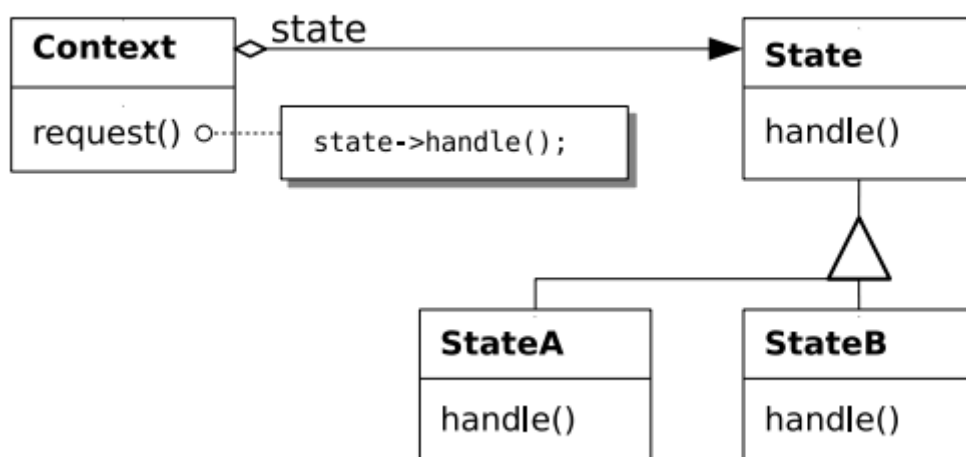 Context
state
State
request()
state->handle();
handle()
StateA
StateB
handle()
handle()